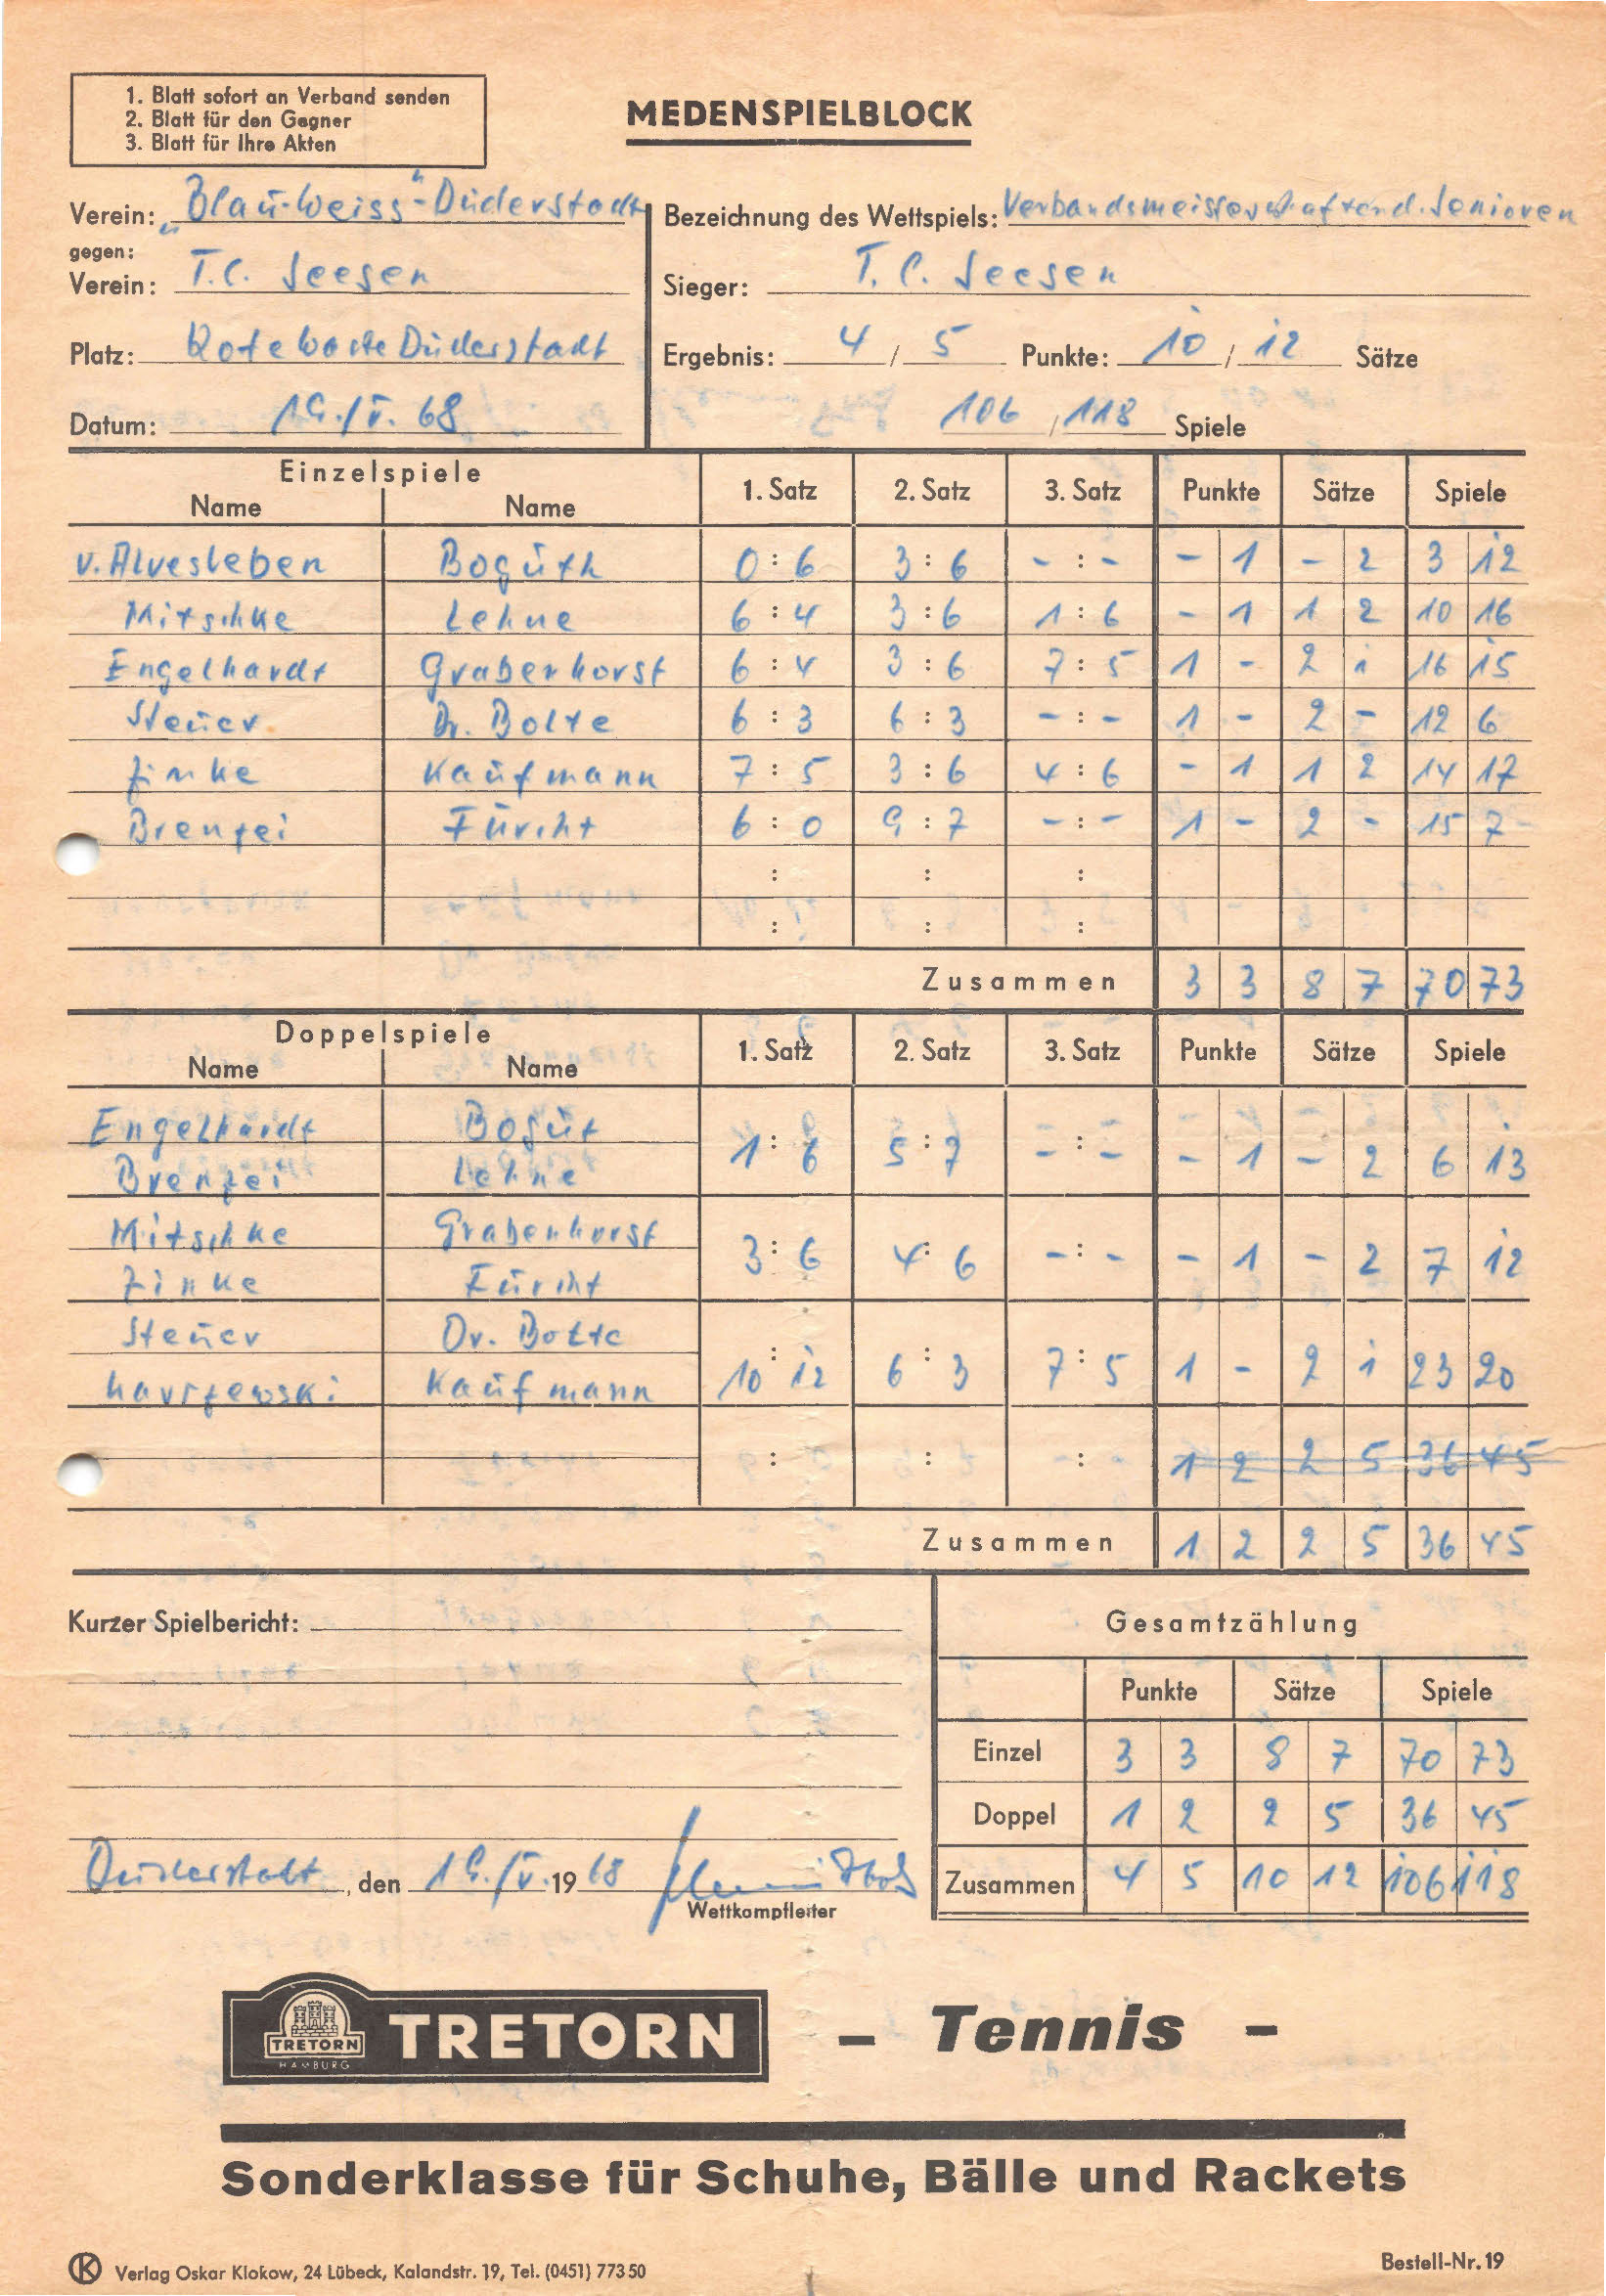 1. Blatt sofort an Verband senden
2. Blatt für den Gegner
3. Blatt für Ihre Akten
MEDENSPIELBLOCK
Verein: „Blau-Weiss"-Duderstadt
gegen:
Verein: T.C. Seesen
Platz: Rote Warte Duderstadt
Datum: 19./V. 68
Bezeichnung des Wettspiels: Verbandsmeisterschaften d. Senioren
Sieger: T.C. Seesen
Ergebnis: 4 / 5 Punkte: 10 / 12 Sätze
106 / 118 Spiele
Einzelspiele
Name Name 1. Satz 2. Satz 3. Satz Punkte Sätze Spiele
v. Alvesleben Boguth 0 : 6 3 : 6 - : - - 1 - 2 3 12
Mitschke Lehne 6 : 4 3 : 6 1 : 6 - 1 1 2 10 16
Engelhardt Grabenhorst 6 : 4 3 : 6 7 : 5 1 - 2 1 16 15
Steuer Dr. Bolte 6 : 3 6 : 3 - : - 1 - 2 - 12 6
Zinke Kaufmann 7 : 5 3 : 6 4 : 6 - 1 1 2 14 17
Brenzei Fürcht 6 : 0 9 : 7 - : - 1 - 2 - 15 7
: : :
: : :
Zusammen 3 3 8 7 70 73
Doppelspiele
Name Name 1. Satz 2. Satz 3. Satz Punkte Sätze Spiele
Engelhardt Bogut
1 : 6 5 : 7 - : - - 1 - 2 6 13
Brenzei Lehne
Mitschke Grabenhorst
3 : 6 4 : 6 - : - - 1 - 2 7 12
Zinke Fürcht
Steuer Dr. Bolte
10 : 12 6 : 3 7 : 5 1 - 2 1 23 20
Kaufmann
: : : 1 2 2 5 36 45
Zusammen 1 2 2 5 36 45
Kurzer Spielbericht:
Gesamtzählung
Punkte Sätze Spiele
Einzel 3 3 8 7 70 73
Doppel 1 2 2 5 36 45
Zusammen 4 5 10 12 106 118
Duderstadt, den 19./V. 1968
Wettkampfleiter
TRETORN
HAMBURG
TRETORN – Tennis –
Sonderklasse für Schuhe, Bälle und Rackets
K Verlag Oskar Klokow, 24 Lübeck, Kalandstr. 19, Tel. (0451) 773 50
Bestell-Nr. 19